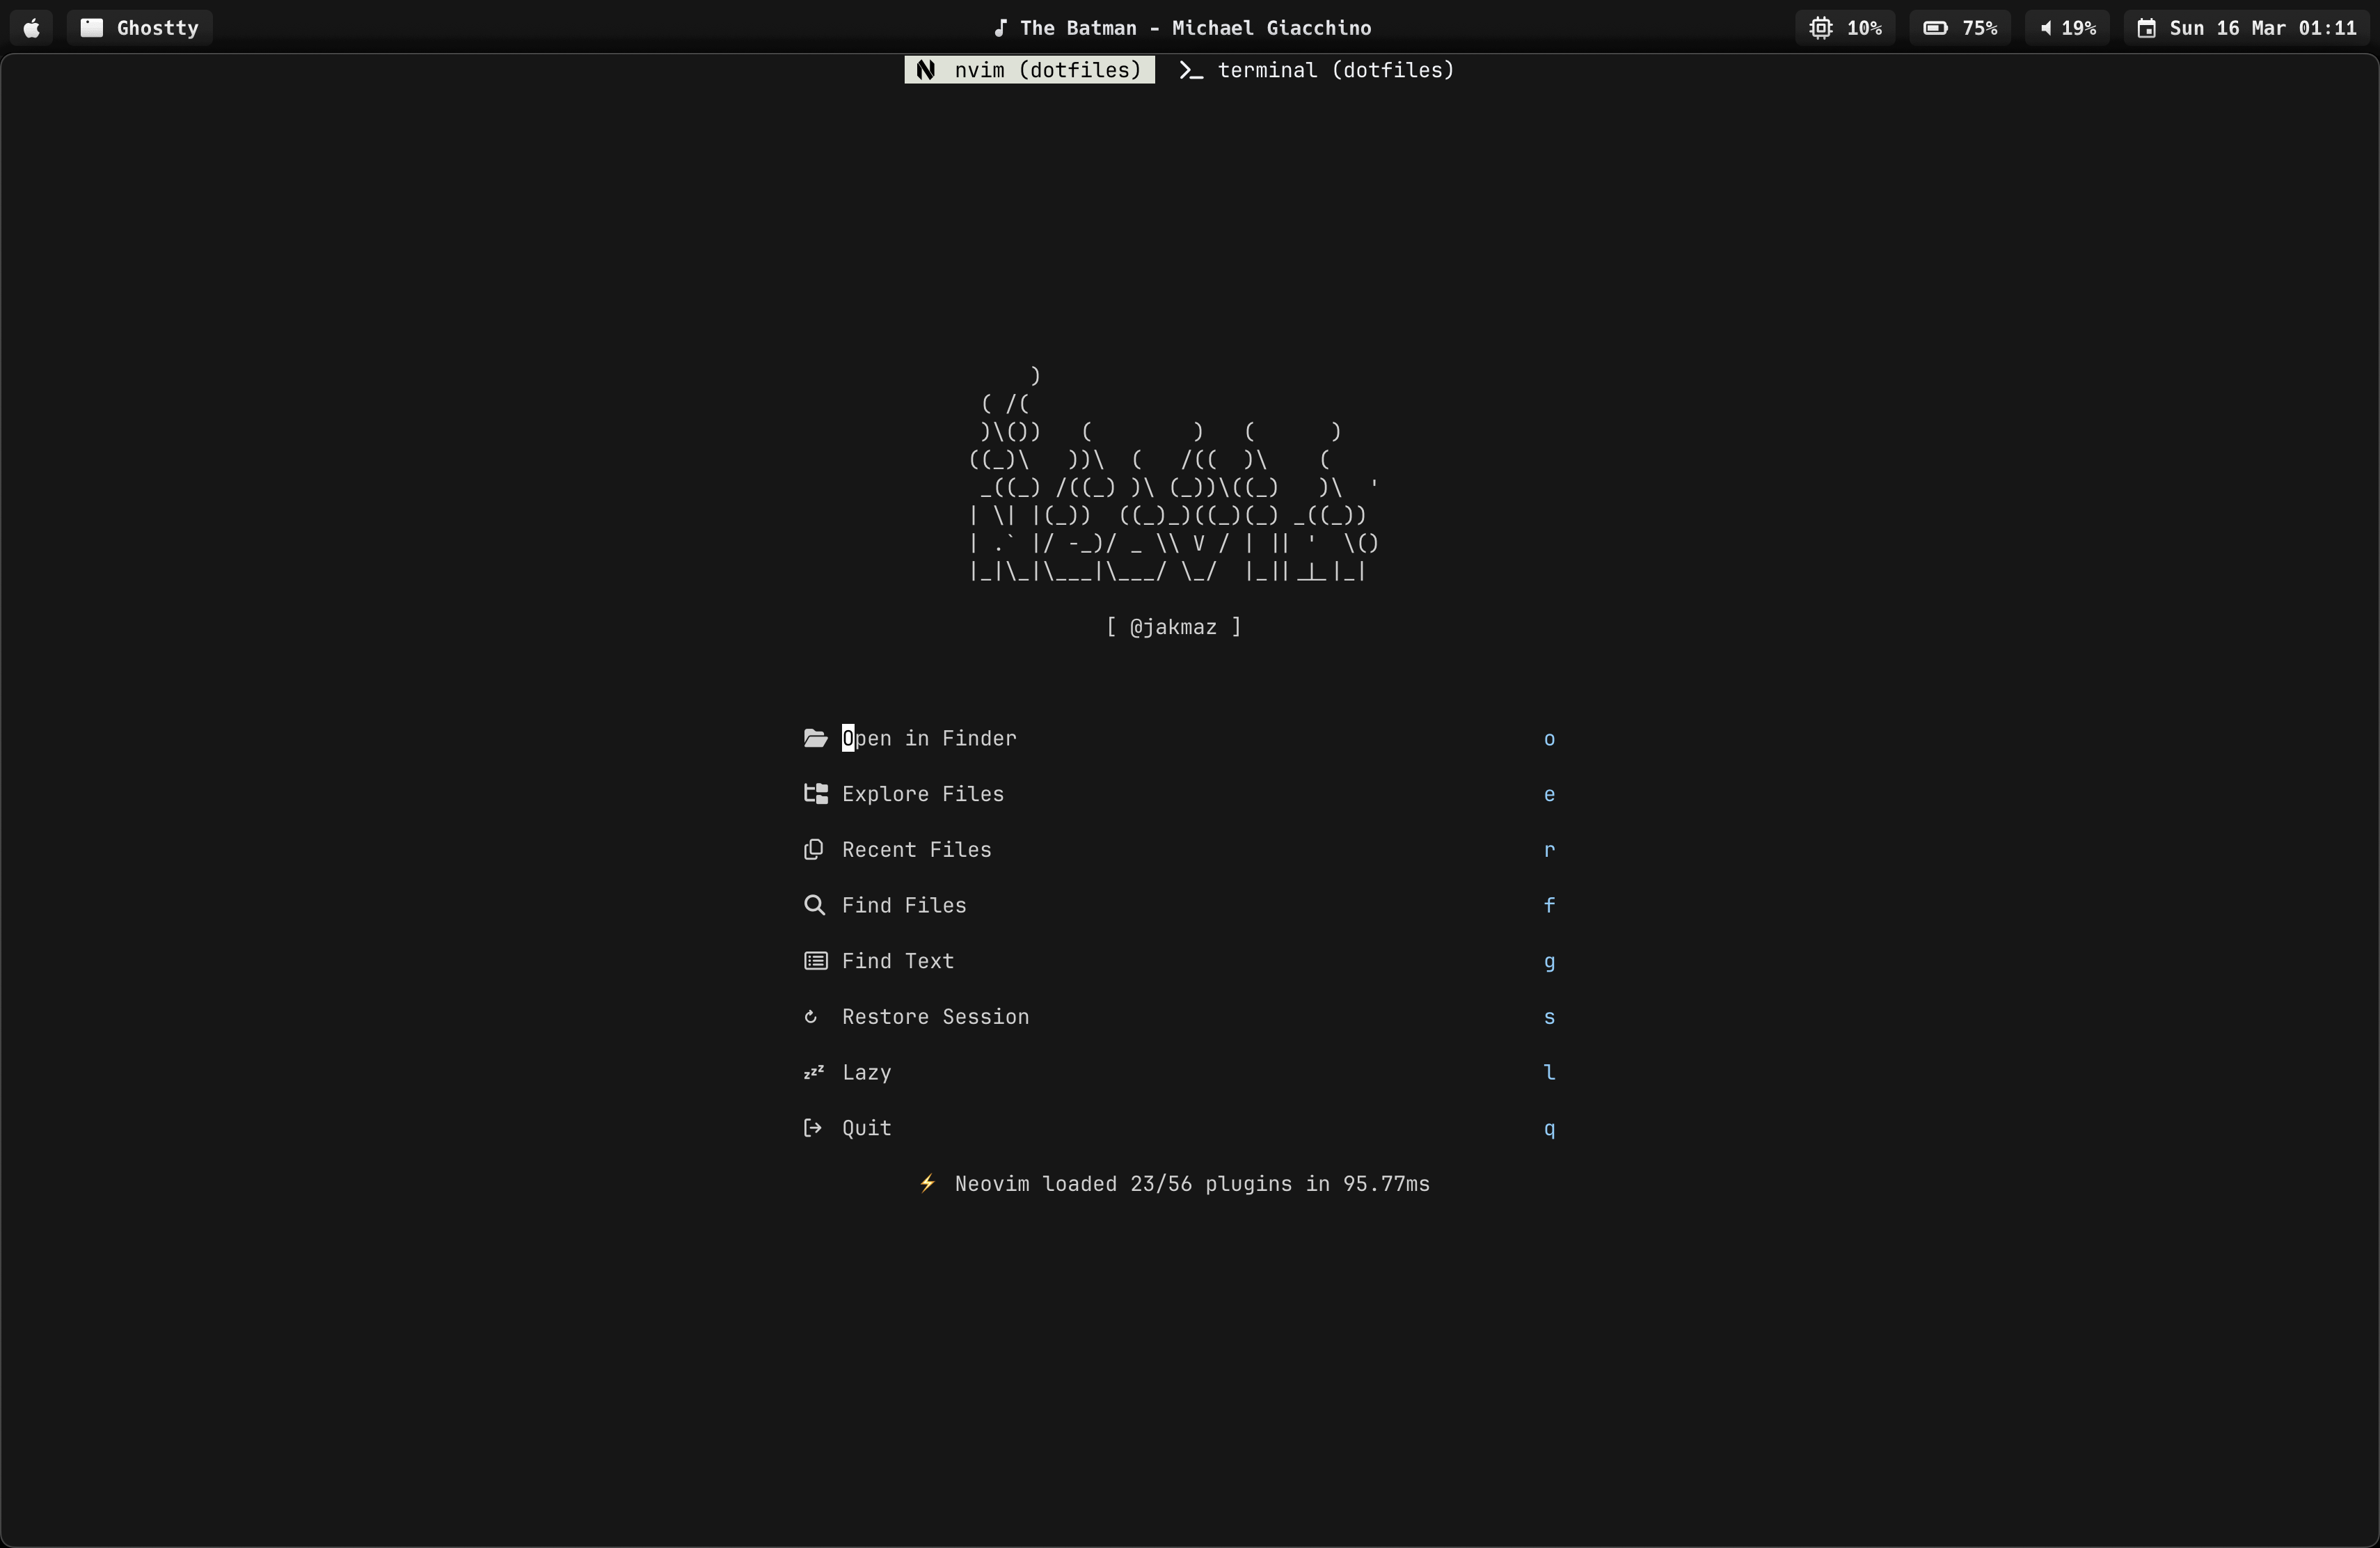 Ghostty
The Batman - Michael Giacchino
10%
75%
19%
Sun 16 Mar 01:11
nvim (dotfiles)
terminal (dotfiles)
     )
 ( /(
 )\())   (        )   (      )
((_)\   ))\  (   /((  )\    (
 _((_) /((_) )\ (_))\((_)   )\  '
| \| |(_))  ((_)_)((_)(_) _((_))
| .` |/ -_)/ _ \\ V / | || '  \()
|_|\_|\___|\___/ \_/  |_||_|_|_|
[ @jakmaz ]
Open in Finder o
Explore Files e
Recent Files r
Find Files f
Find Text g
Restore Session s
zzz Lazy l
Quit q
⚡ Neovim loaded 23/56 plugins in 95.77ms